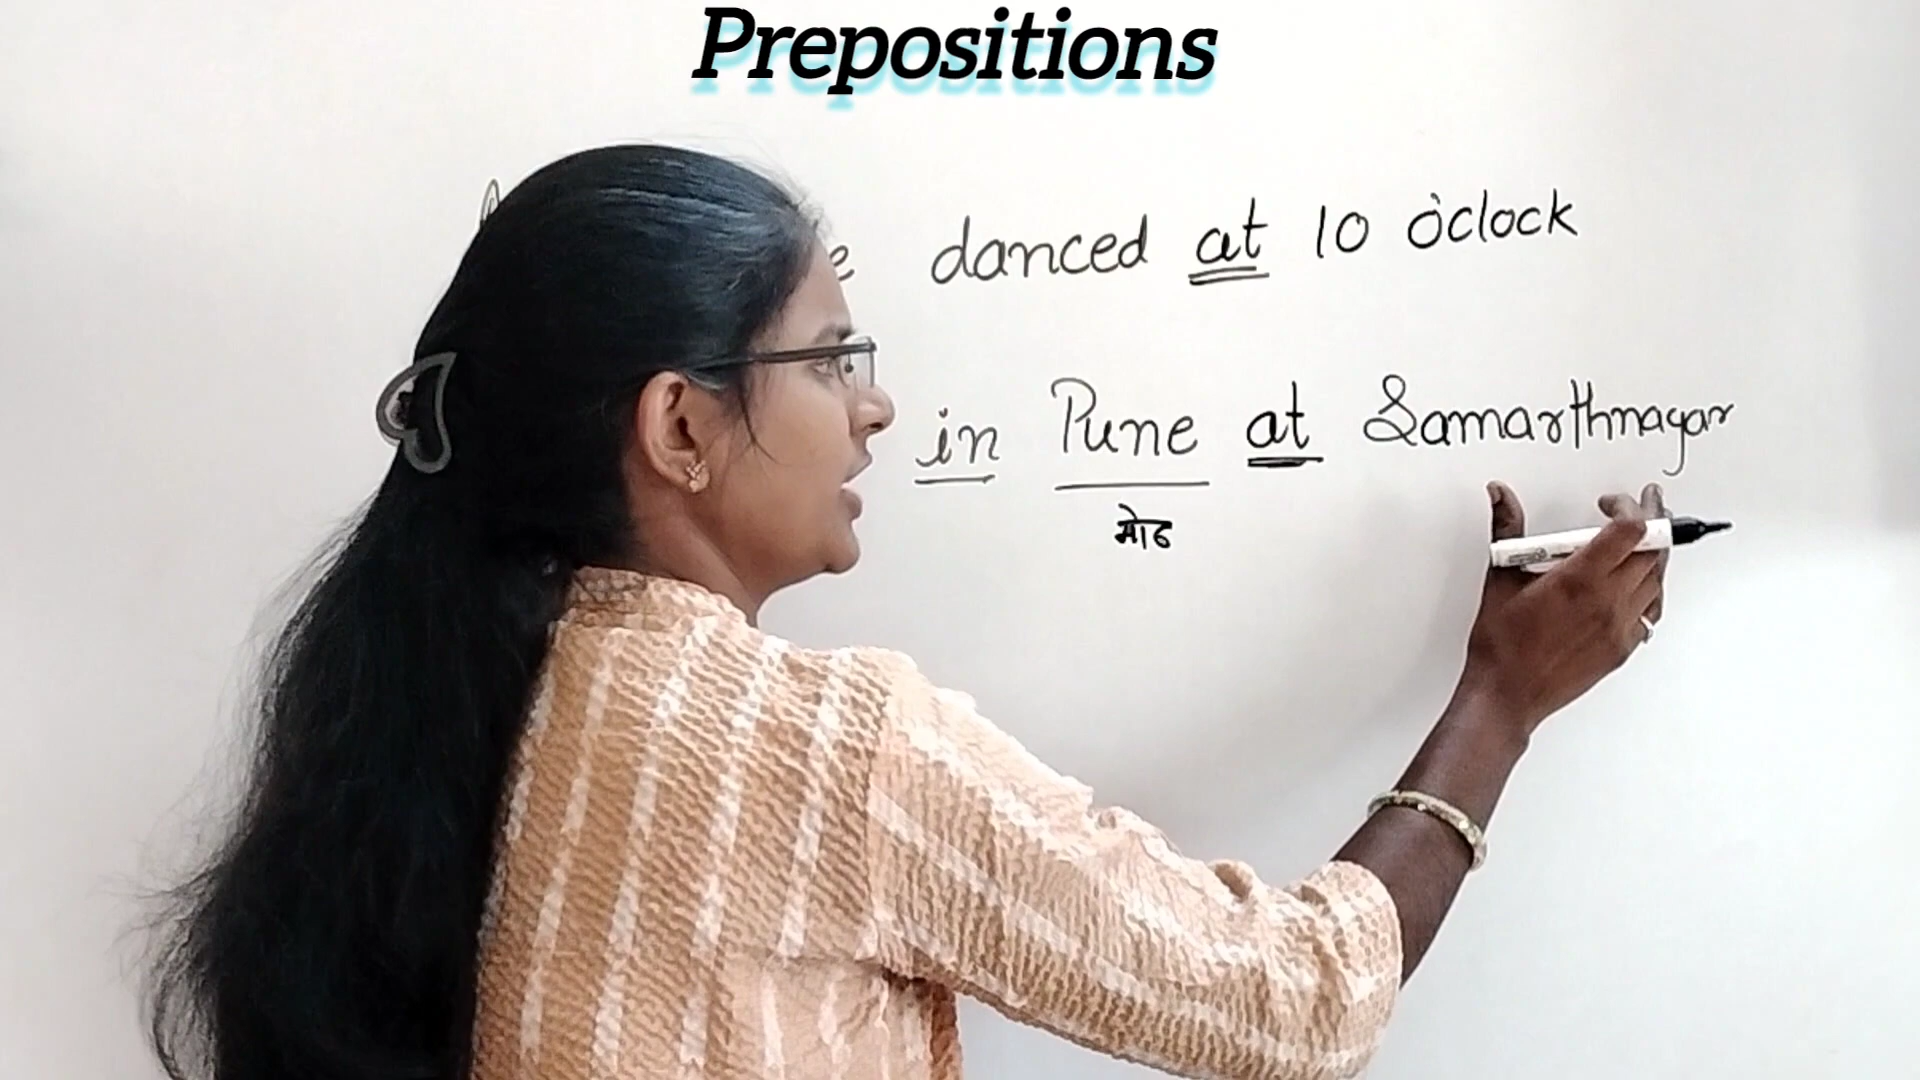 Prepositions
danced at 10 o'clock
in Pune at Samarthnagar
मोठ